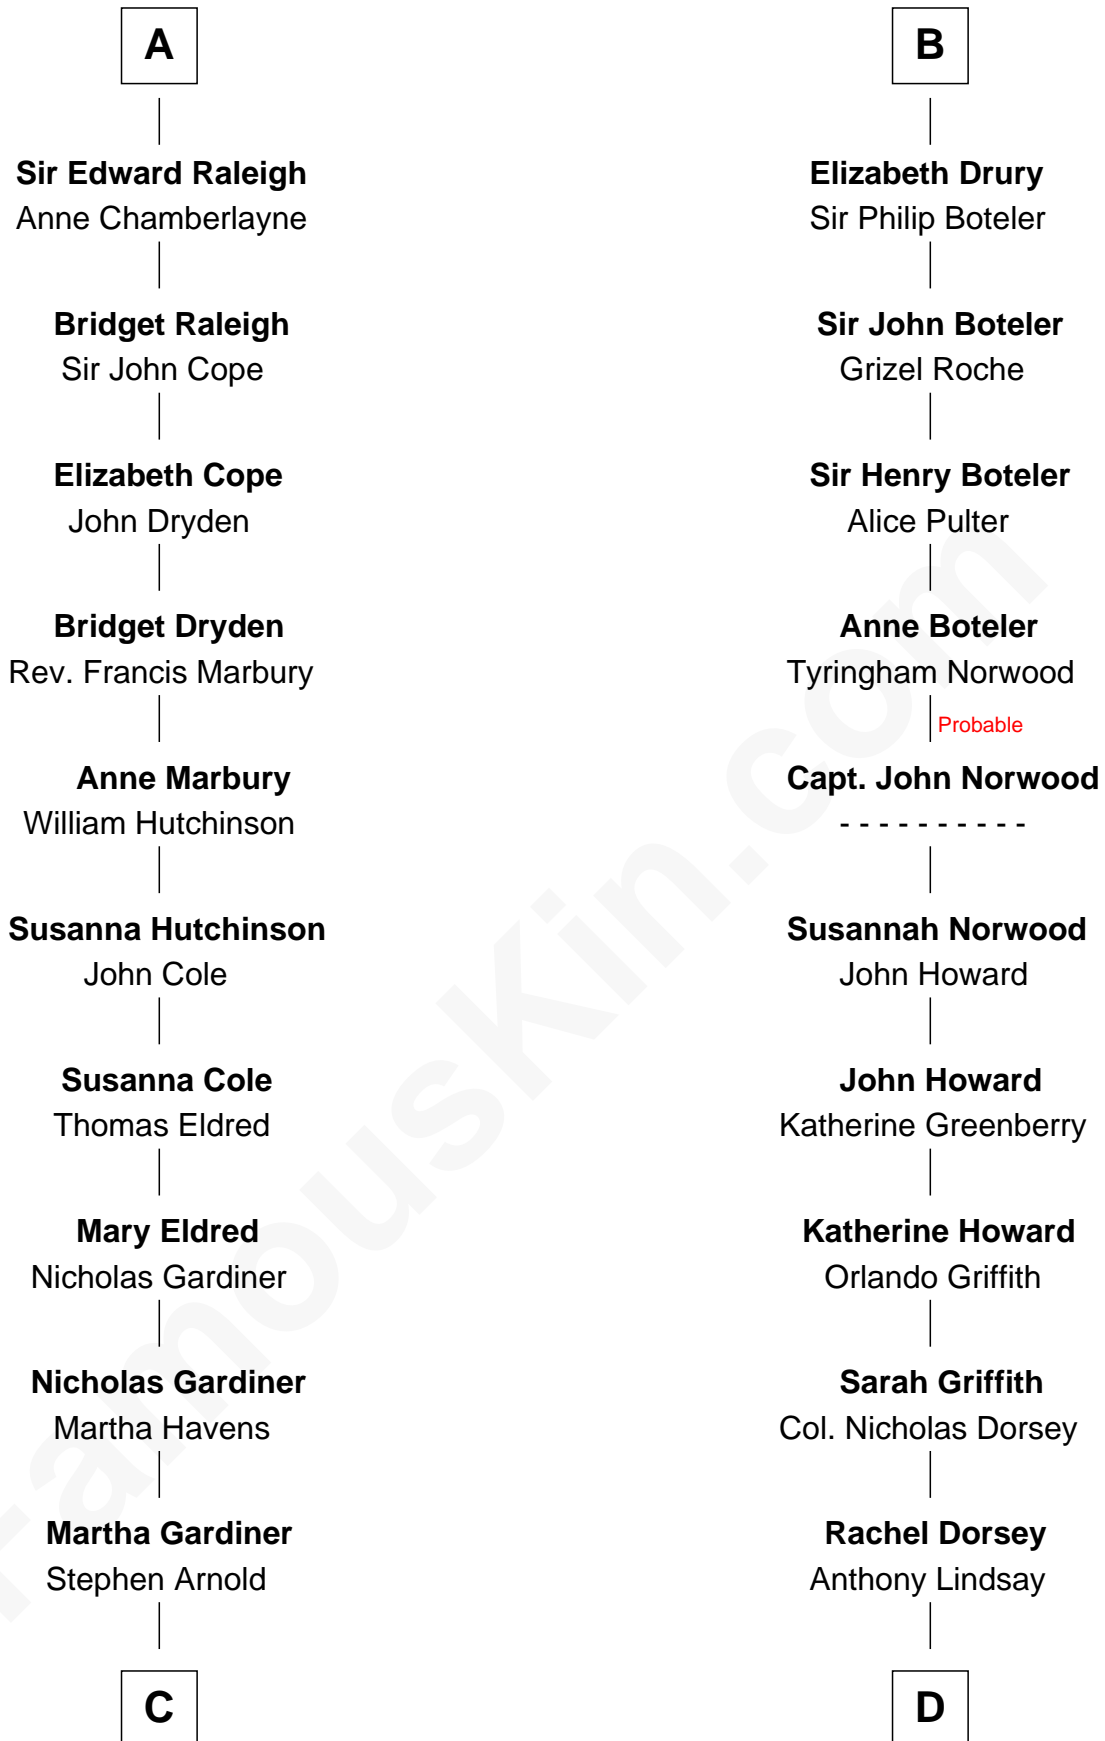 A
Sir Edward Raleigh
Anne Chamberlayne
Bridget Raleigh
Sir John Cope
Elizabeth Cope
John Dryden
Bridget Dryden
Rev. Francis Marbury
Anne Marbury
William Hutchinson
Susanna Hutchinson
John Cole
Susanna Cole
Thomas Eldred
Mary Eldred
Nicholas Gardiner
Nicholas Gardiner
Martha Havens
Martha Gardiner
Stephen Arnold
C
B
Elizabeth Drury
Sir Philip Boteler
Sir John Boteler
Grizel Roche
Sir Henry Boteler
Alice Pulter
Anne Boteler
Tyringham Norwood
Probable
Capt. John Norwood
- - - - - - - - - -
Susannah Norwood
John Howard
John Howard
Katherine Greenberry
Katherine Howard
Orlando Griffith
Sarah Griffith
Col. Nicholas Dorsey
Rachel Dorsey
Anthony Lindsay
D
FamousKin.com